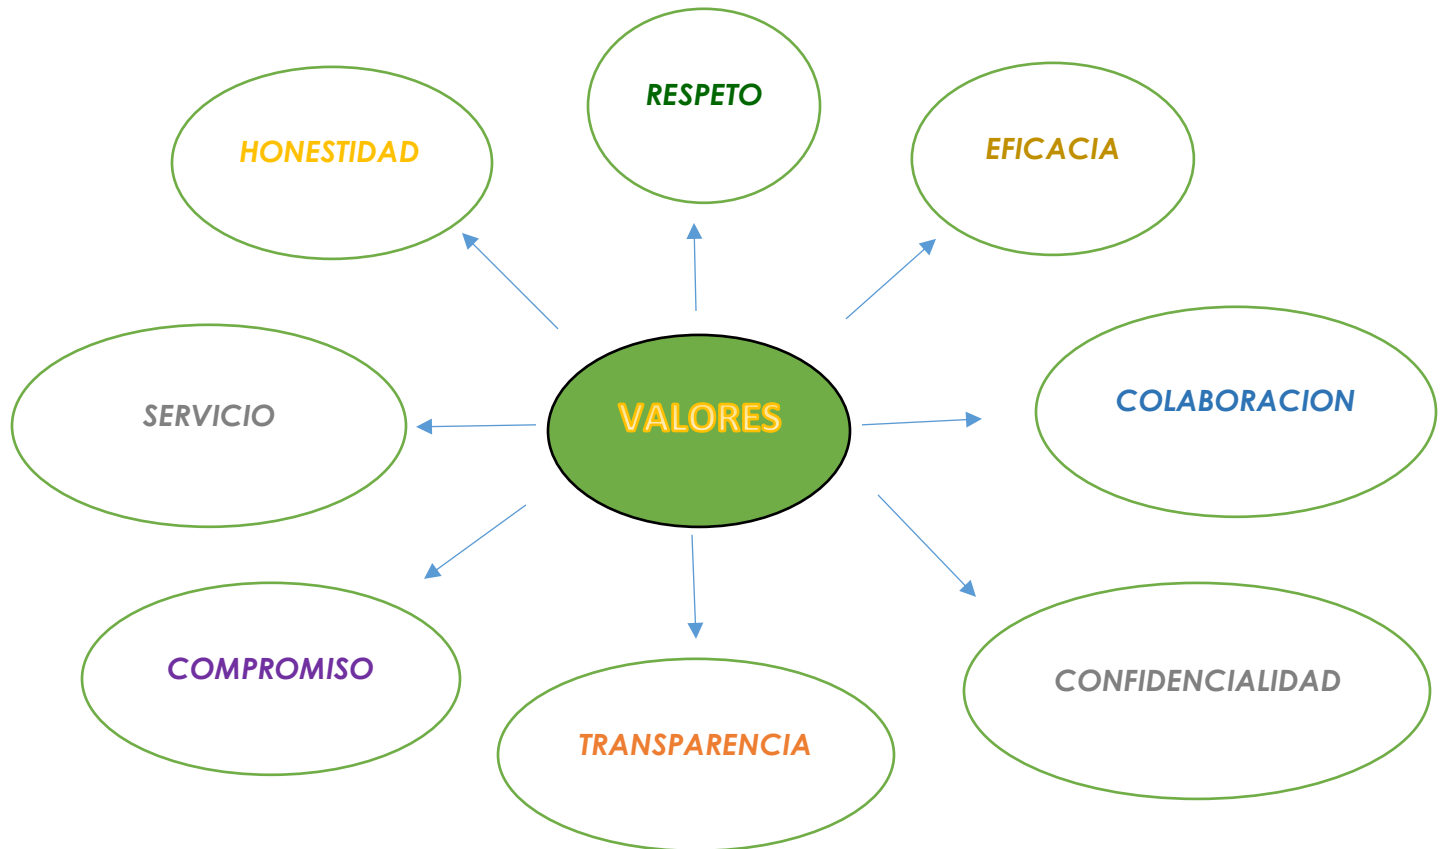 RESPETO
HONESTIDAD
EFICACIA
SERVICIO
VALORES
COLABORACION
COMPROMISO
TRANSPARENCIA
CONFIDENCIALIDAD